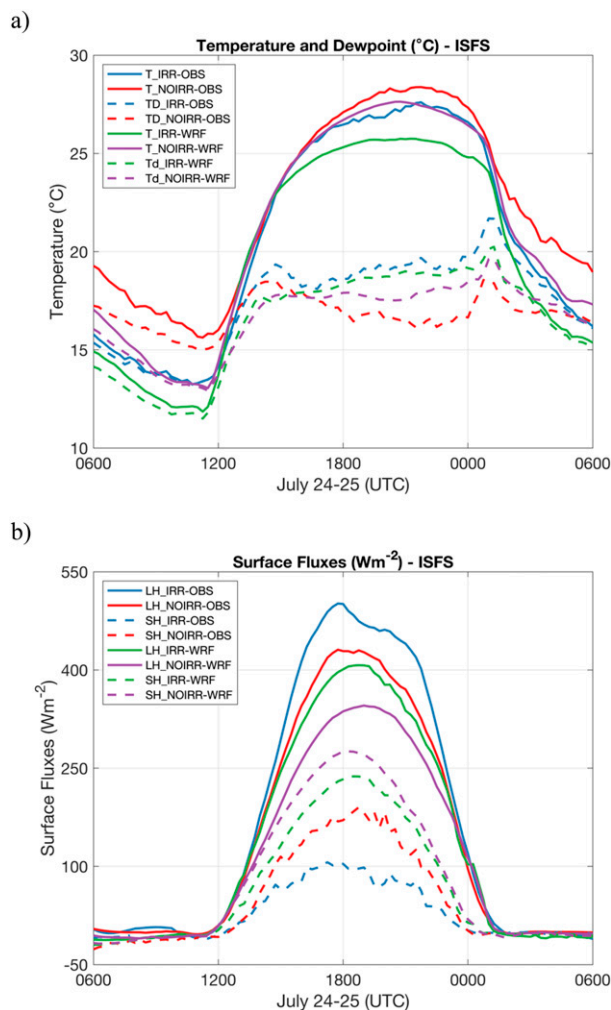 a)
Temperature and Dewpoint (°C) - ISFS
30
25
20
15
10
Temperature (°C)
T_IRR-OBS
T_NOIRR-OBS
TD_IRR-OBS
TD_NOIRR-OBS
T_IRR-WRF
T_NOIRR-WRF
Td_IRR-WRF
Td_NOIRR-WRF
0600 1200 1800 0000 0600
July 24-25 (UTC)
b)
Surface Fluxes (Wm-2) - ISFS
550
400
250
100
-50
Surface Fluxes (Wm-2)
LH_IRR-OBS
LH_NOIRR-OBS
SH_IRR-OBS
SH_NOIRR-OBS
LH_IRR-WRF
LH_NOIRR-WRF
SH_IRR-WRF
SH_NOIRR-WRF
0600 1200 1800 0000 0600
July 24-25 (UTC)